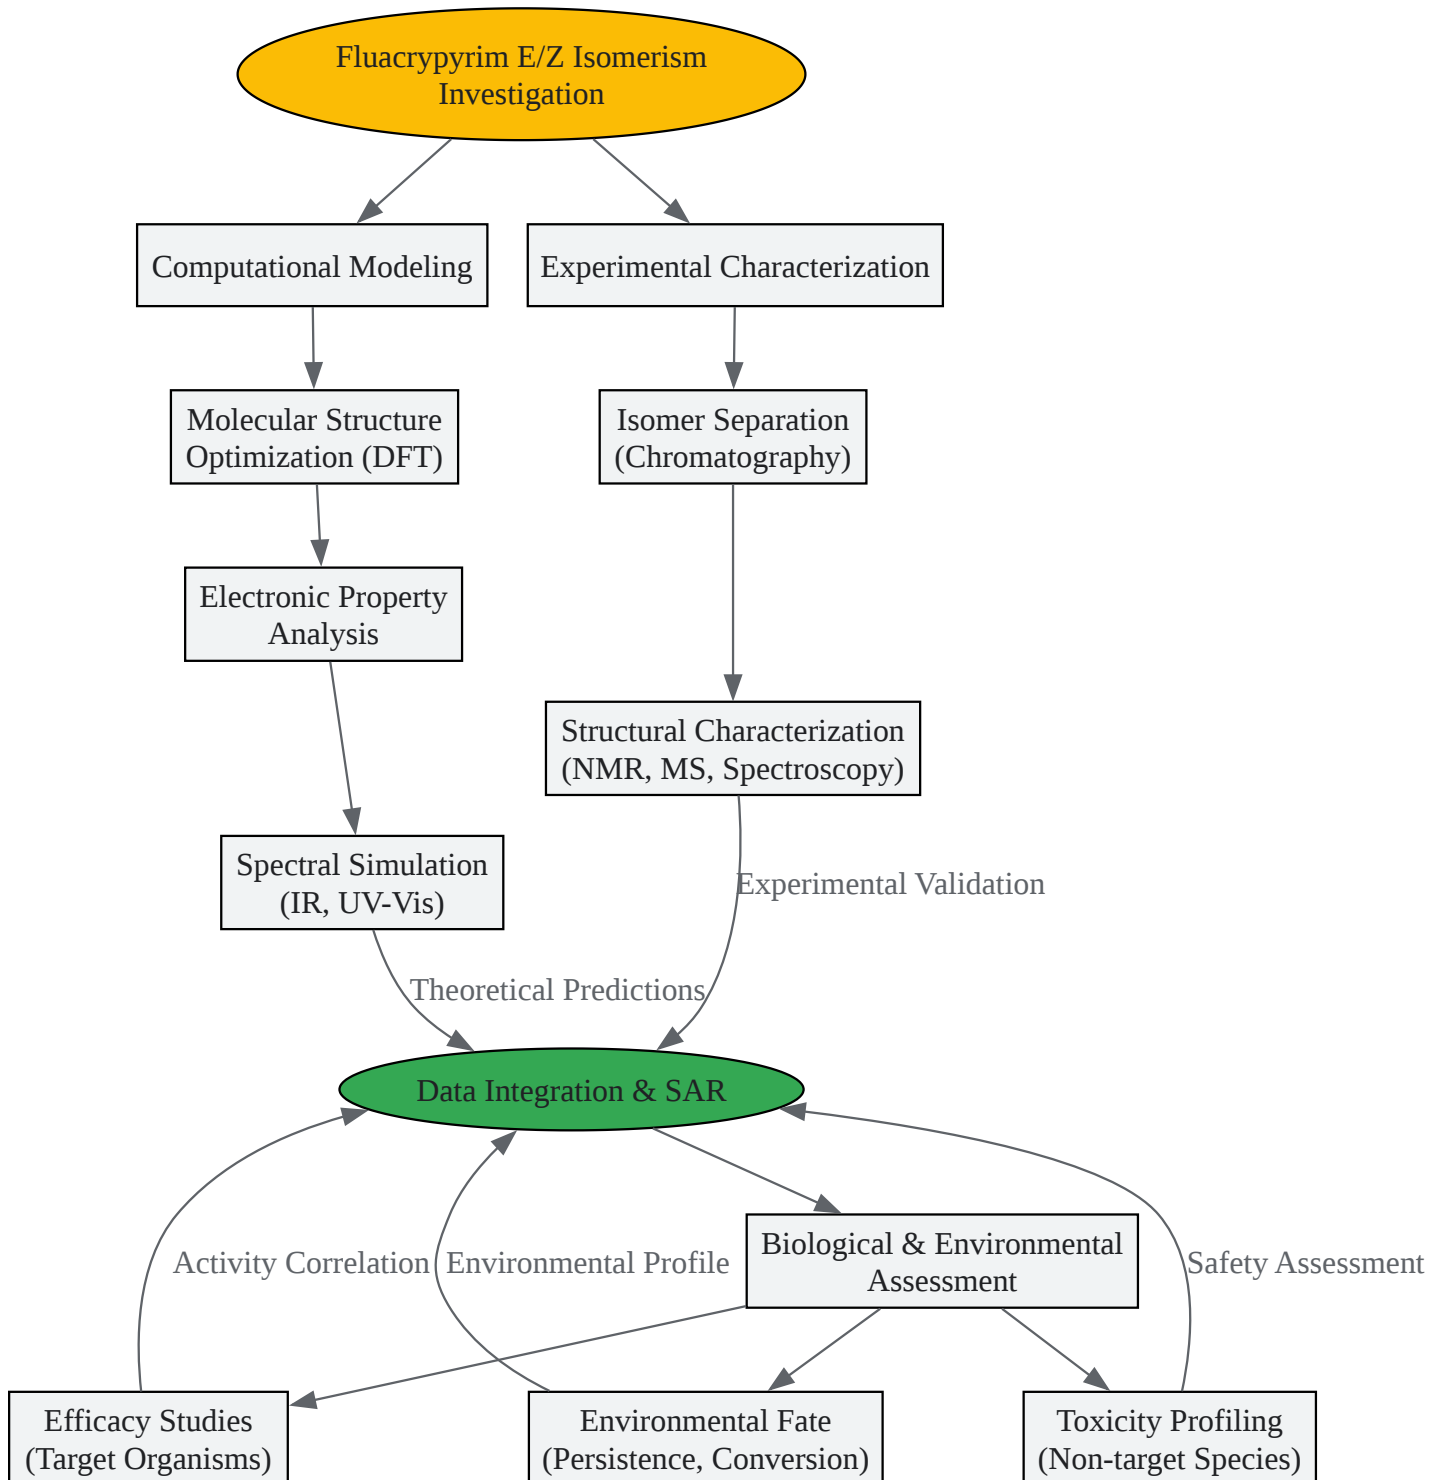 Fluacrypyrim E/Z Isomerism
Investigation
Computational Modeling
Experimental Characterization
Molecular Structure
Optimization (DFT)
Isomer Separation
(Chromatography)
Electronic Property
Analysis
Structural Characterization
(NMR, MS, Spectroscopy)
Spectral Simulation
(IR, UV-Vis)
Experimental Validation
Theoretical Predictions
Data Integration & SAR
Biological & Environmental
Assessment
Activity Correlation
Environmental Profile
Safety Assessment
Efficacy Studies
(Target Organisms)
Environmental Fate
(Persistence, Conversion)
Toxicity Profiling
(Non-target Species)